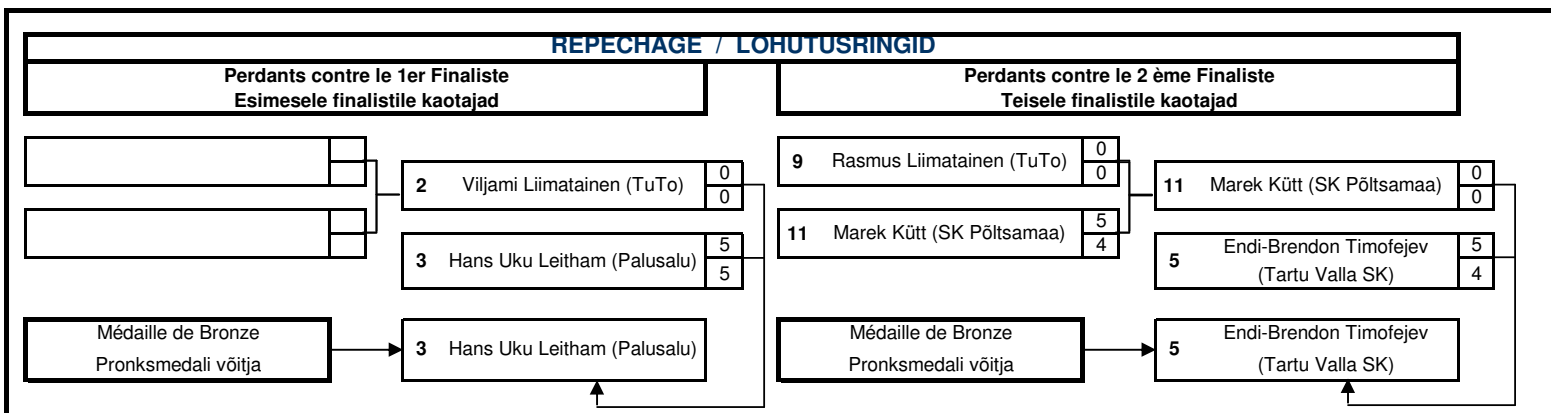 REPECHAGE / LOHUTUSRINGID
Perdants contre le 1er Finaliste
Esimesele finalistile kaotajad
Perdants contre le 2 ème Finaliste
Teisele finalistile kaotajad
2 Viljami Liimatainen (TuTo) 0
0
3 Hans Uku Leitham (Palusalu) 5
5
Médaille de Bronze
Pronksmedali võitja
3 Hans Uku Leitham (Palusalu)
9 Rasmus Liimatainen (TuTo) 0
0
11 Marek Kütt (SK Põltsamaa) 5
4
11 Marek Kütt (SK Põltsamaa) 0
0
5 Endi-Brendon Timofejev 5
(Tartu Valla SK) 4
Médaille de Bronze
Pronksmedali võitja
5 Endi-Brendon Timofejev
(Tartu Valla SK)